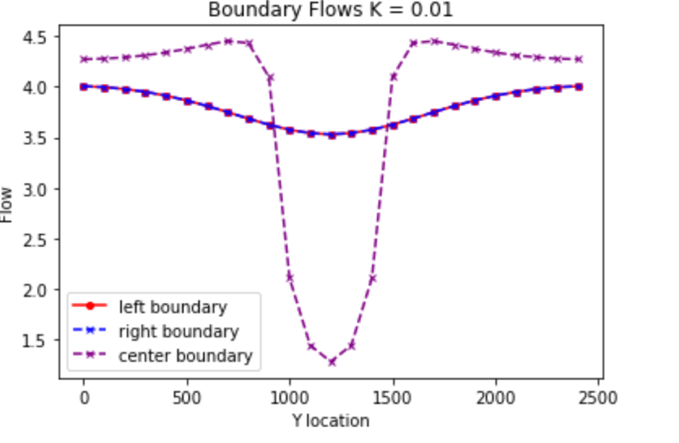 Boundary Flows K = 0.01
4.5
4.0
3.5
3.0
2.5
2.0
1.5
Flow
left boundary
right boundary
center boundary
0 500 1000 1500 2000 2500
Y location